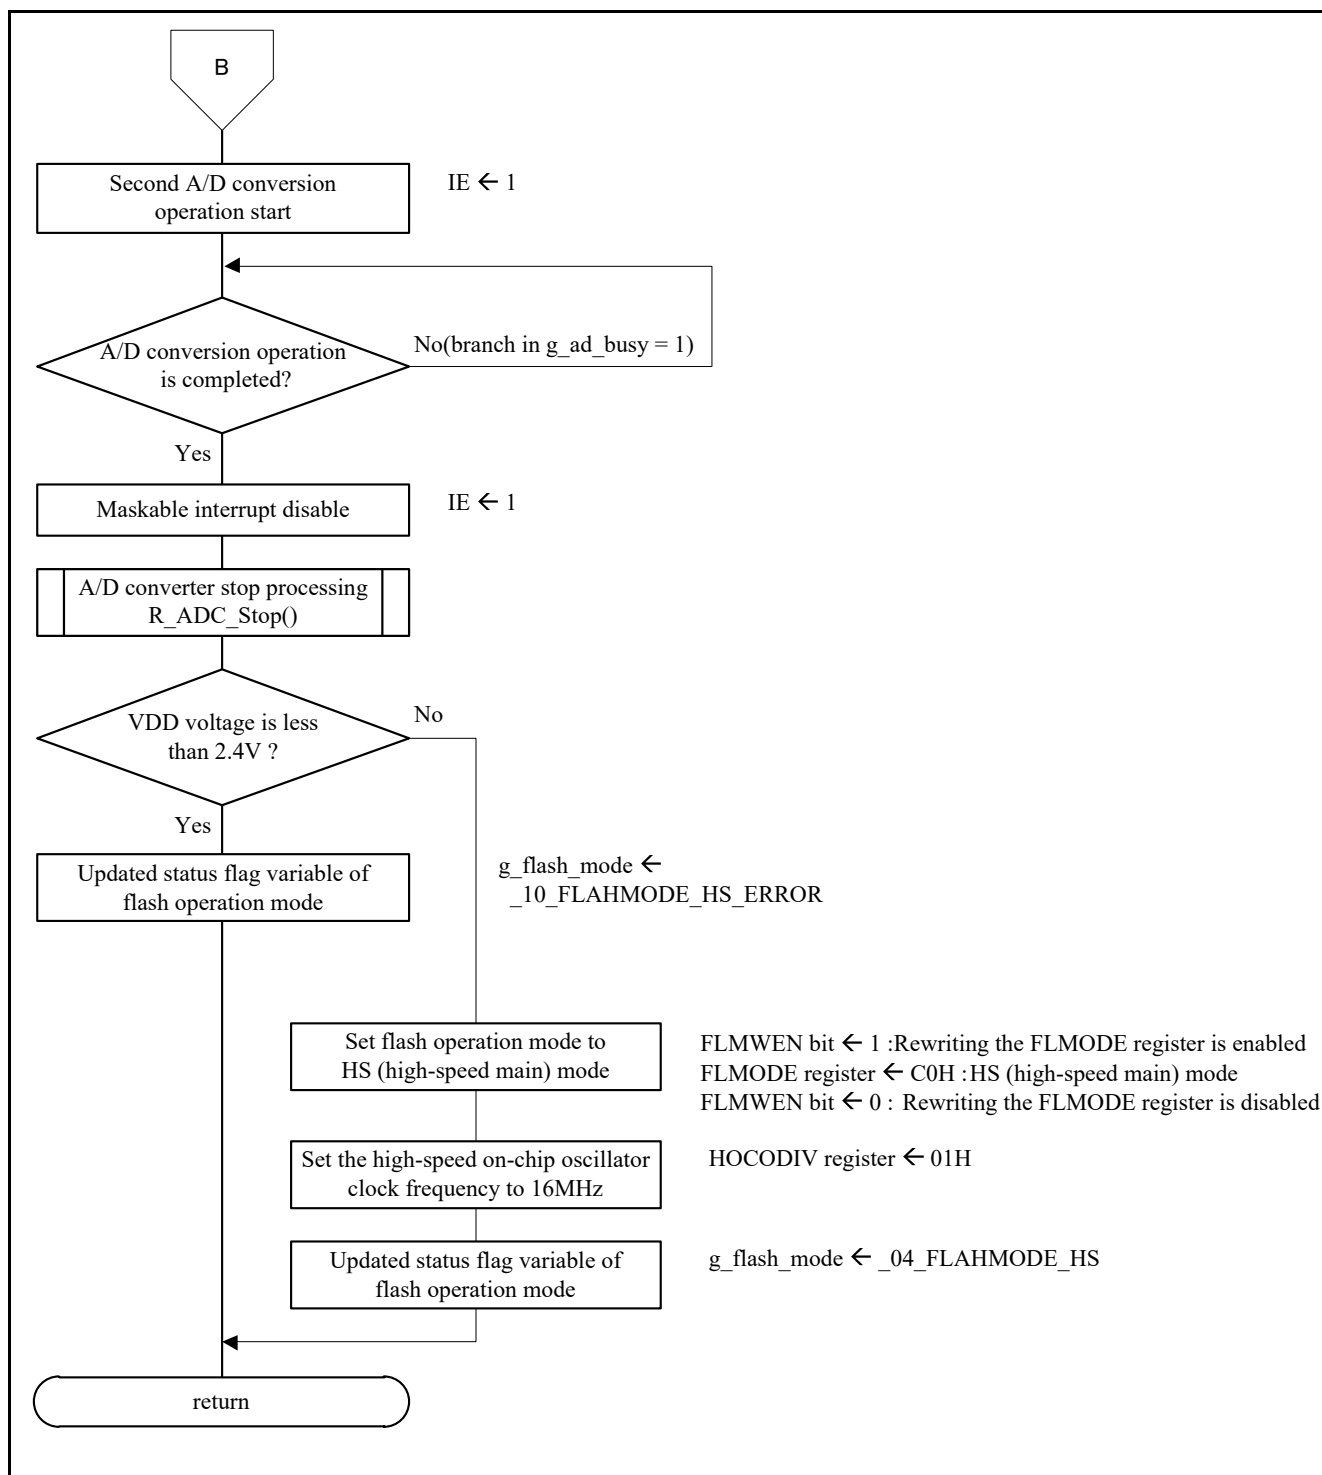 B
Second A/D conversion
operation start
IE ← 1
A/D conversion operation
is completed?
No(branch in g_ad_busy = 1)
Yes
Maskable interrupt disable
IE ← 1
A/D converter stop processing
R_ADC_Stop()
VDD voltage is less
than 2.4V ?
No
Yes
Updated status flag variable of
flash operation mode
g_flash_mode ←
_10_FLAHMODE_HS_ERROR
Set flash operation mode to
HS (high-speed main) mode
FLMWEN bit ← 1 :Rewriting the FLMODE register is enabled
FLMODE register ← C0H : HS (high-speed main) mode
FLMWEN bit ← 0 : Rewriting the FLMODE register is disabled
Set the high-speed on-chip oscillator
clock frequency to 16MHz
HOCODIV register ← 01H
Updated status flag variable of
flash operation mode
g_flash_mode ← _04_FLAHMODE_HS
return